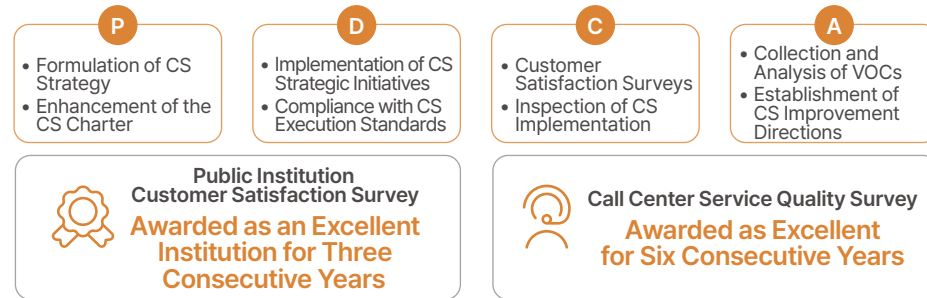 P
• Formulation of CS
Strategy
• Enhancement of the
CS Charter
D
• Implementation of CS
Strategic Initiatives
• Compliance with CS
Execution Standards
C
• Customer
Satisfaction Surveys
• Inspection of CS
Implementation
A
• Collection and
Analysis of VOCs
• Establishment of
CS Improvement
Directions
Public Institution
Customer Satisfaction Survey
Awarded as an Excellent
Institution for Three
Consecutive Years
Call Center Service Quality Survey
Awarded as Excellent
for Six Consecutive Years